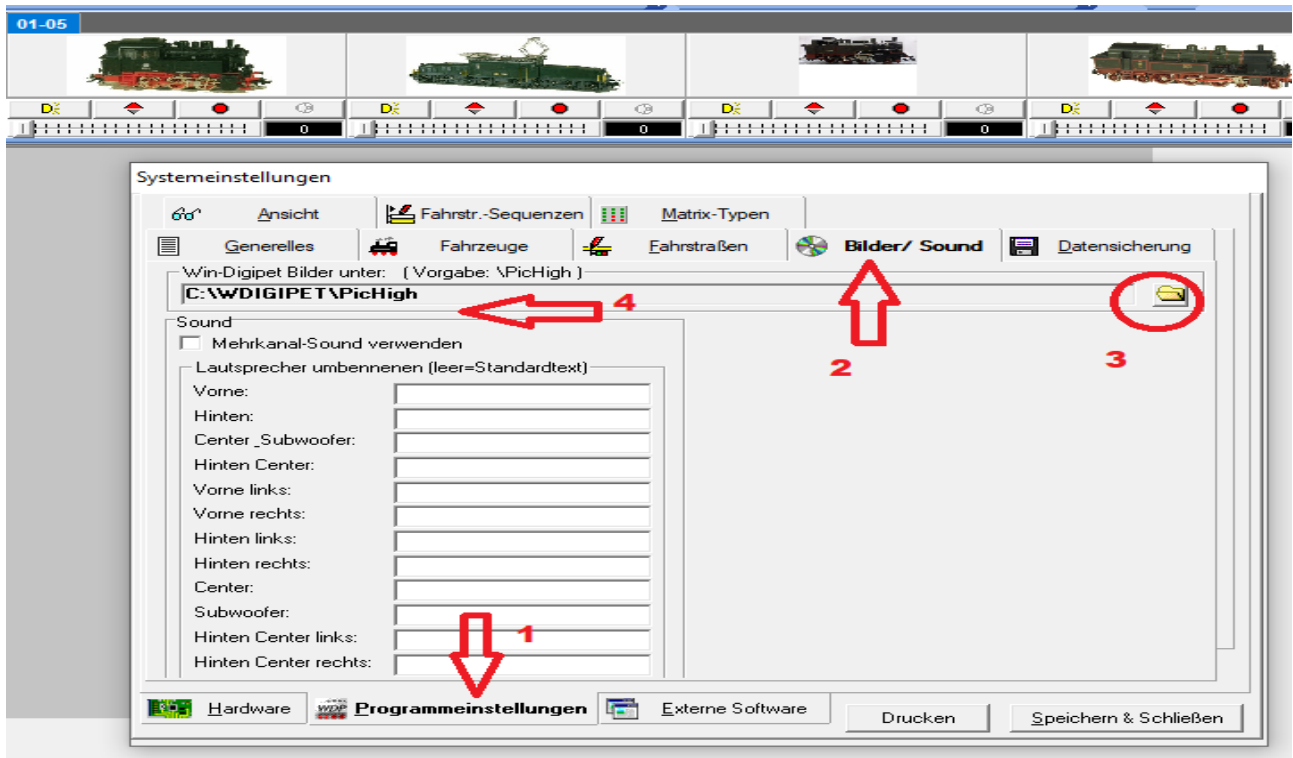 01-05
0 0 0
Systemeinstellungen
Ansicht Fahrstr.-Sequenzen Matrix-Typen
Generelles Fahrzeuge Fahrstraßen Bilder/ Sound Datensicherung
Win-Digipet Bilder unter: ( Vorgabe: \PicHigh )
C:\WDIGIPET\PicHigh
4
Sound
Mehrkanal-Sound verwenden
2
3
Lautsprecher umbennenen (leer=Standardtext)
Vorne:
Hinten:
Center _Subwoofer:
Hinten Center:
Vorne links:
Vorne rechts:
Hinten links:
Hinten rechts:
Center:
Subwoofer:
1
Hinten Center links:
Hinten Center rechts:
Hardware WDP Programmeinstellungen Externe Software Drucken Speichern & Schließen